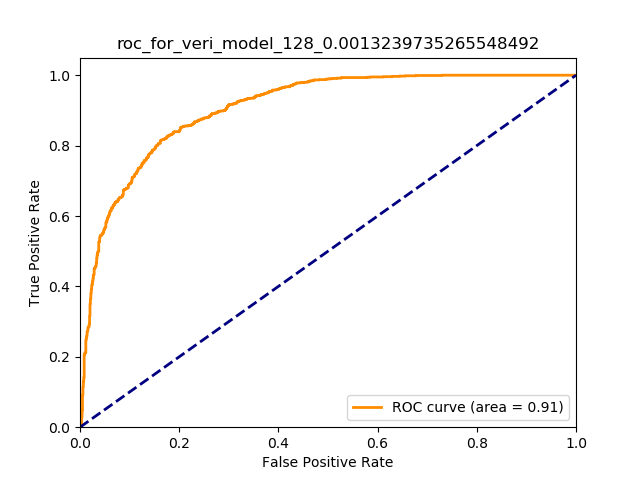 roc_for_veri_model_128_0.0013239735265548492
True Positive Rate
1.0
0.8
0.6
0.4
0.2
0.0
0.0 0.2 0.4 0.6 0.8 1.0
False Positive Rate
ROC curve (area = 0.91)